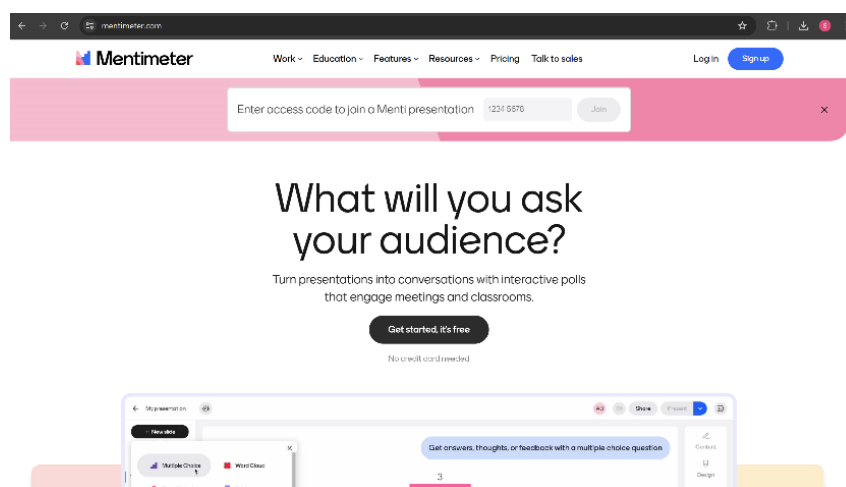 mentimeter.com
S
Mentimeter
Work Education Features Resources Pricing Talk to sales
Log in Sign up
Enter access code to join a Menti presentation 1234 5678 Join
What will you ask
your audience?
Turn presentations into conversations with interactive polls
that engage meetings and classrooms.
Get started, it's free
No credit card needed
My presentation Share Present
+ New slide
Get answers, thoughts, or feedback with a multiple choice question
Content
Multiple Choice Word Cloud
Design
3